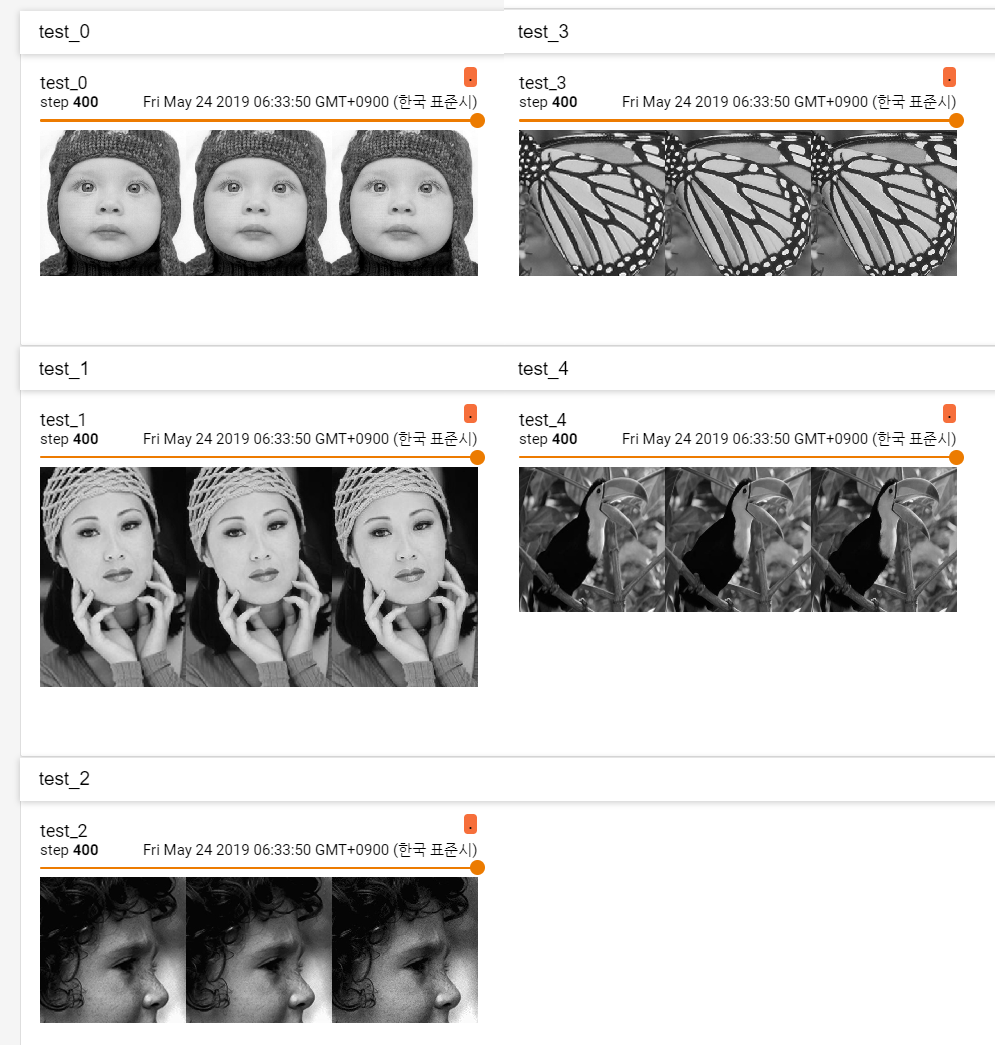 test_0
test_0
.
step 400 Fri May 24 2019 06:33:50 GMT+0900 (한국 표준시)
test_3
test_3
.
step 400 Fri May 24 2019 06:33:50 GMT+0900 (한국 표준시)
test_1
test_1
.
step 400 Fri May 24 2019 06:33:50 GMT+0900 (한국 표준시)
test_4
test_4
.
step 400 Fri May 24 2019 06:33:50 GMT+0900 (한국 표준시)
test_2
test_2
.
step 400 Fri May 24 2019 06:33:50 GMT+0900 (한국 표준시)